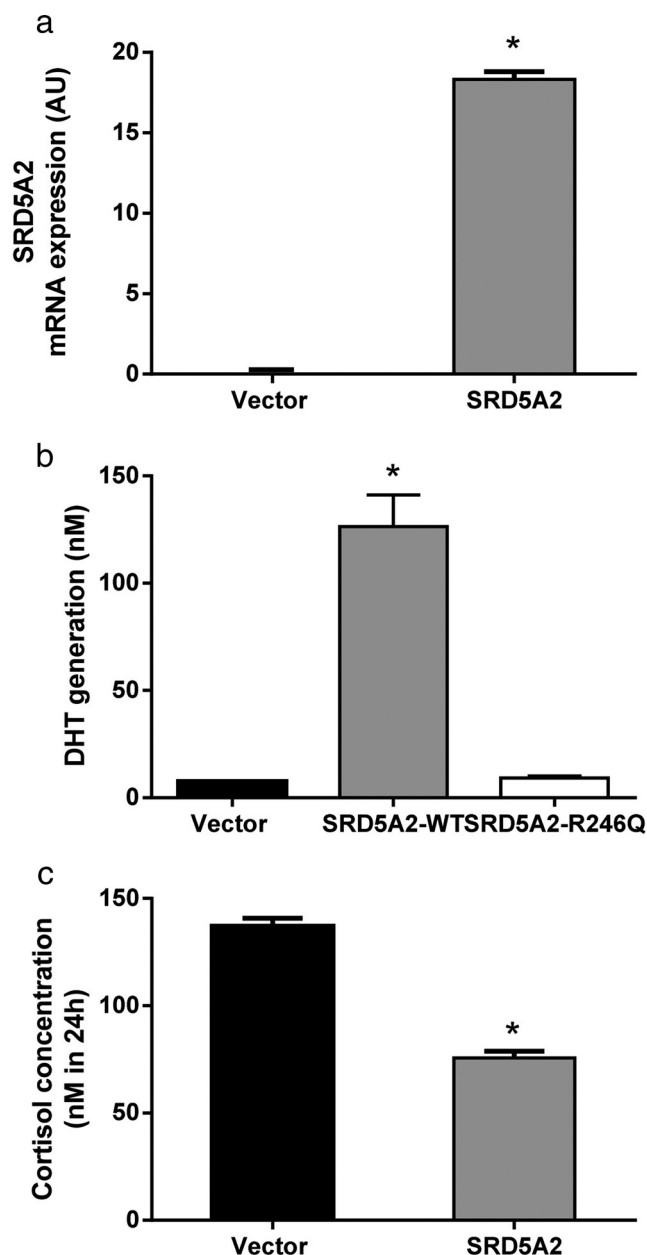 a
SRD5A2
mRNA expression (AU)
20
15
10
5
0
*
Vector
SRD5A2
b
DHT generation (nM)
150
100
50
0
*
Vector
SRD5A2-WT
SRD5A2-R246Q
c
Cortisol concentration
(nM in 24h)
150
100
50
0
*
Vector
SRD5A2